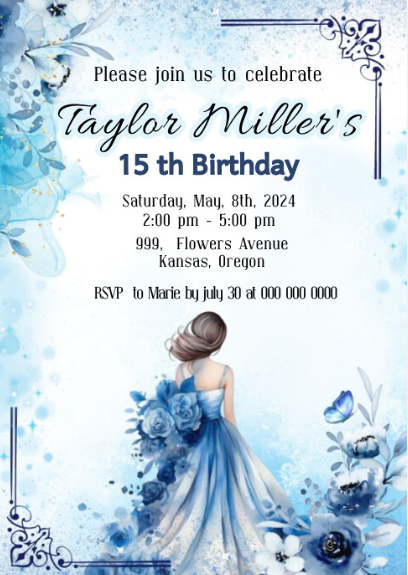 Please join us to celebrate
Taylor Miller's
15 th Birthday
Saturday, May, 8th, 2024
2:00 pm - 5:00 pm
999, Flowers Avenue
Kansas, Oregon
RSVP to Marie by july 30 at 000 000 0000